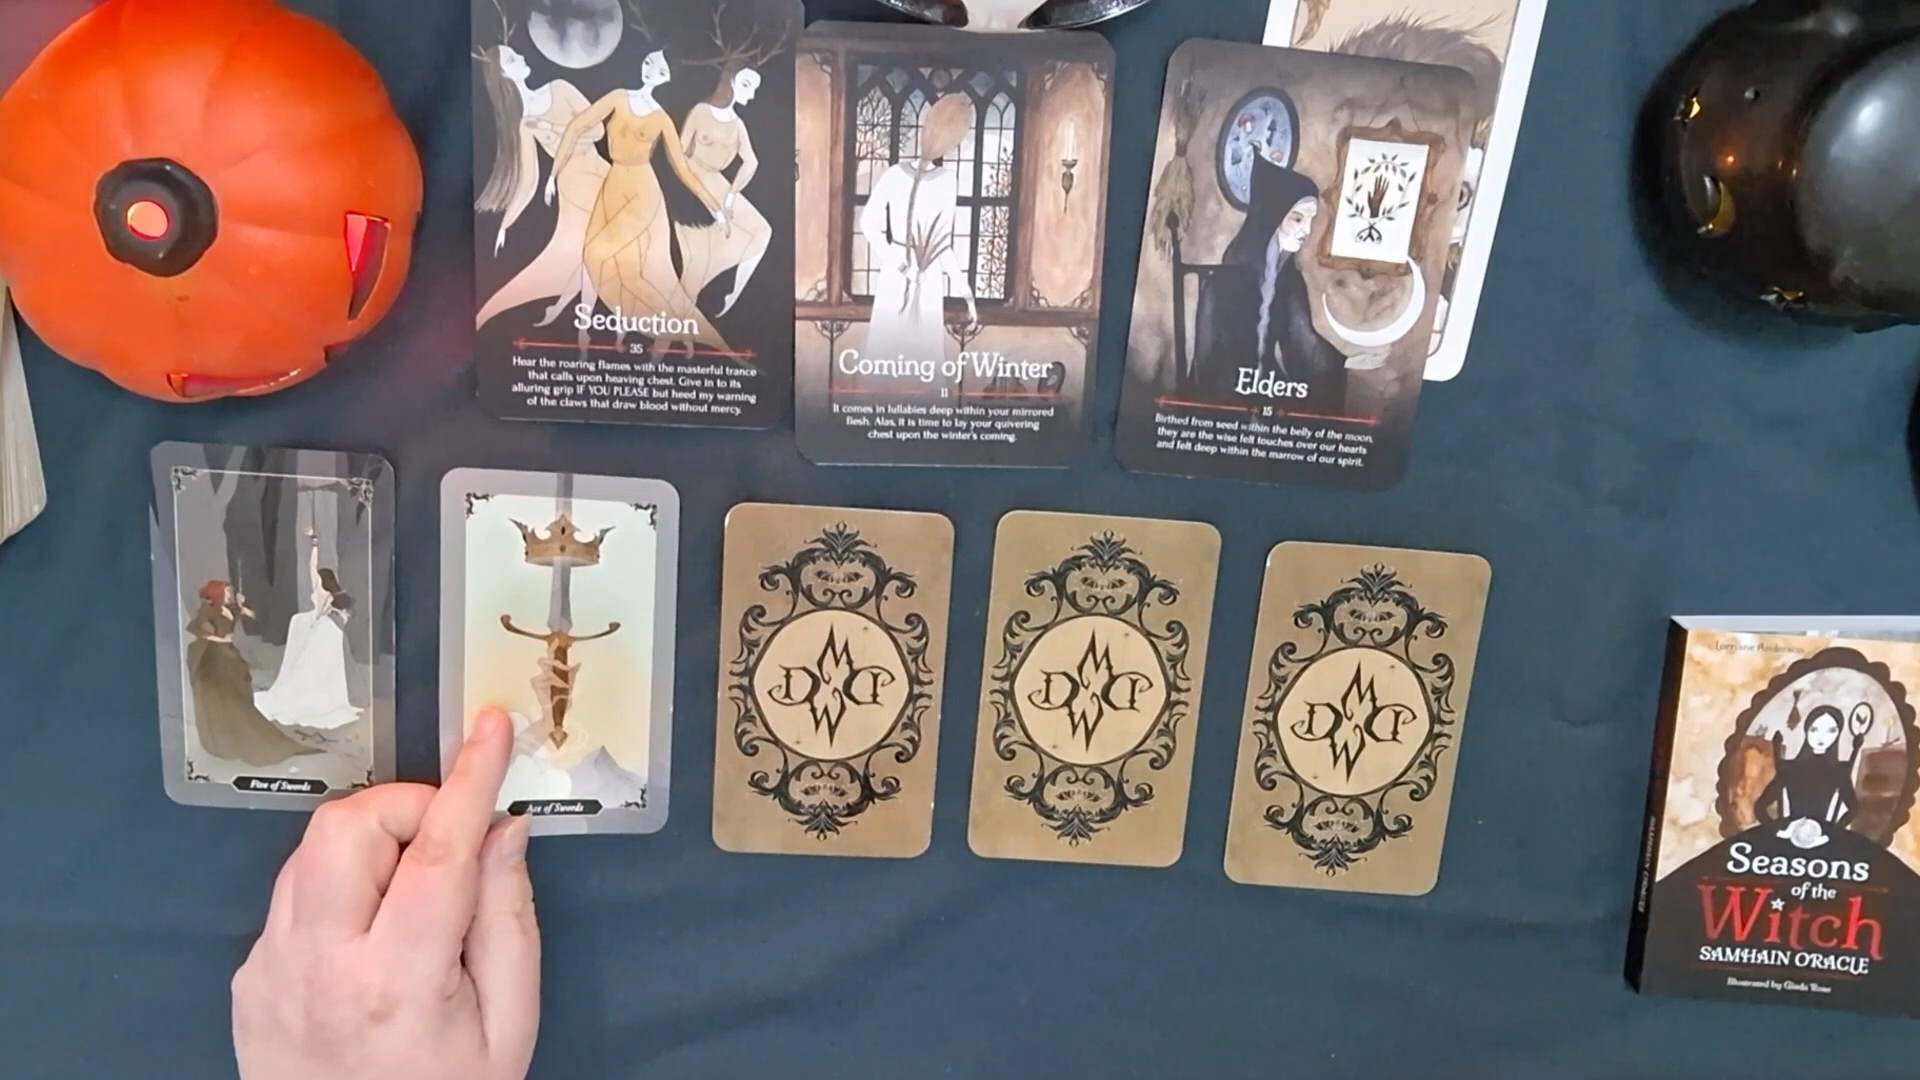 Seduction
35
Hear the roaring flames with the masterful trance
that calls upon heaving chest. Give in to its
alluring grip IF YOU PLEASE but heed my warning
of the claws that draw blood without mercy.
Coming of Winter
11
It comes in lullabies deep within your mirrored
flesh. Alas, it is time to lay your quivering
chest upon the winter's coming.
Elders
15
Birthed from seed within the belly of the moon,
they are the wise felt touches over our hearts
and felt deep within the marrow of our spirit.
Five of Swords
Ace of Swords
Lorriane Anderson
Seasons
of the
Witch
SAMHAIN ORACLE
Illustrated by Giada Rose